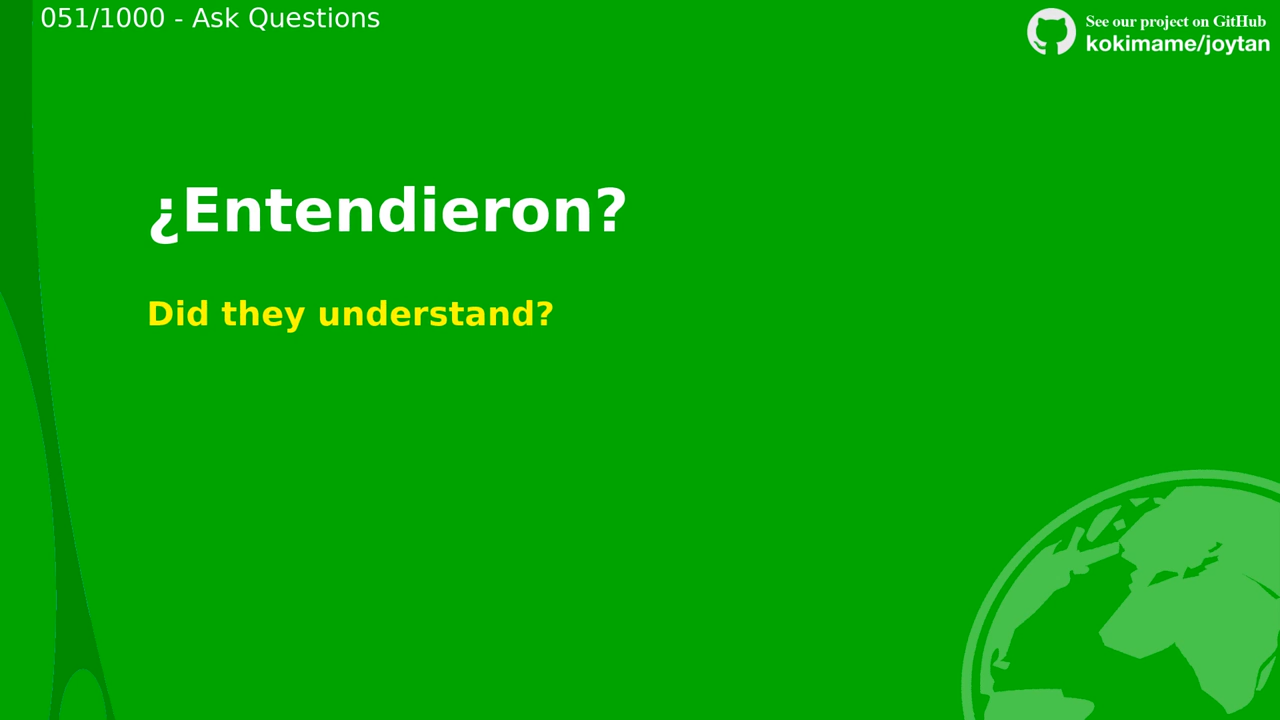 051/1000 - Ask Questions
See our project on GitHub
kokimame/joytan
¿Entendieron?
Did they understand?